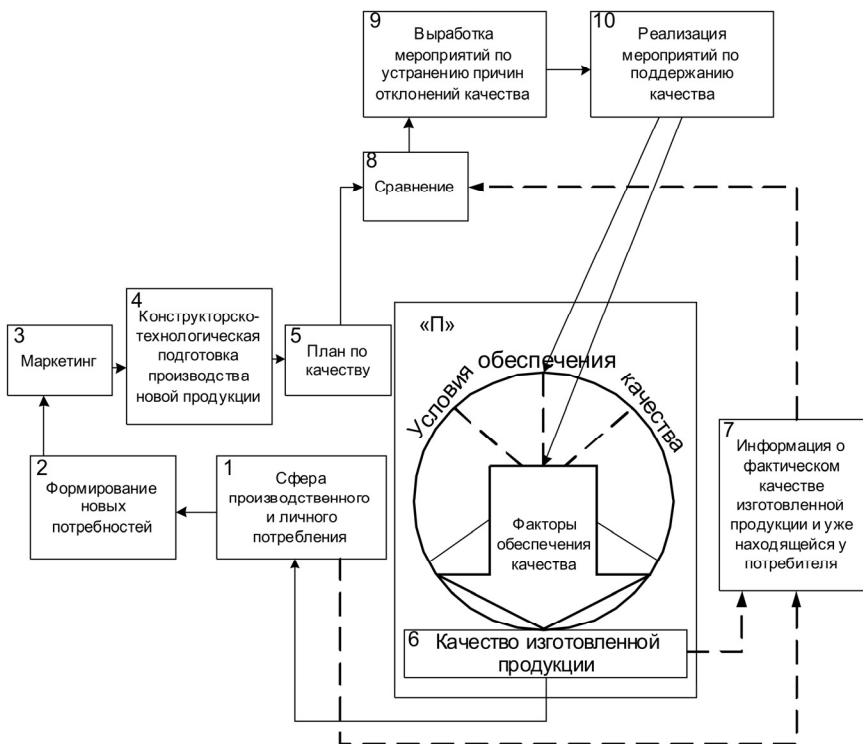 9
Выработка
мероприятий по
устранению причин
отклонений качества
10
Реализация
мероприятий по
поддержанию
качества
8
Сравнение
3
Маркетинг
4
Конструкторско-
технологическая
подготовка
производства
новой продукции
5
План по
качеству
«П»
Условия обеспечения качества
Факторы
обеспечения
качества
2
Формирование
новых
потребностей
1
Сфера
производственного
и личного
потребления
7
Информация о
фактическом
качестве
изготовленной
продукции и уже
находящейся у
потребителя
6
Качество изготовленной
продукции